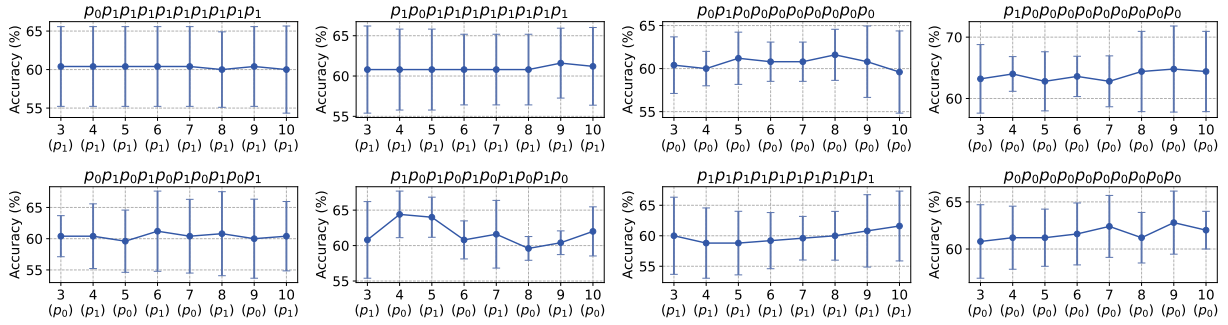 p₀p₁p₁p₁p₁p₁p₁p₁p₁p₁
Accuracy (%)
65
60
55
3 4 5 6 7 8 9 10
(p₁) (p₁) (p₁) (p₁) (p₁) (p₁) (p₁) (p₁)
p₁p₀p₁p₁p₁p₁p₁p₁p₁p₁
Accuracy (%)
65
60
55
3 4 5 6 7 8 9 10
(p₁) (p₁) (p₁) (p₁) (p₁) (p₁) (p₁) (p₁)
p₀p₁p₀p₀p₀p₀p₀p₀p₀p₀
Accuracy (%)
65
60
55
3 4 5 6 7 8 9 10
(p₀) (p₀) (p₀) (p₀) (p₀) (p₀) (p₀) (p₀)
p₁p₀p₀p₀p₀p₀p₀p₀p₀p₀
Accuracy (%)
70
60
3 4 5 6 7 8 9 10
(p₀) (p₀) (p₀) (p₀) (p₀) (p₀) (p₀) (p₀)
p₀p₁p₀p₁p₀p₁p₀p₁p₀p₁
Accuracy (%)
65
60
55
3 4 5 6 7 8 9 10
(p₀) (p₁) (p₀) (p₁) (p₀) (p₁) (p₀) (p₁)
p₁p₀p₁p₀p₁p₀p₁p₀p₁p₀
Accuracy (%)
65
60
55
3 4 5 6 7 8 9 10
(p₁) (p₀) (p₁) (p₀) (p₁) (p₀) (p₁) (p₀)
p₁p₁p₁p₁p₁p₁p₁p₁p₁p₁
Accuracy (%)
65
60
55
3 4 5 6 7 8 9 10
(p₁) (p₁) (p₁) (p₁) (p₁) (p₁) (p₁) (p₁)
p₀p₀p₀p₀p₀p₀p₀p₀p₀p₀
Accuracy (%)
65
60
3 4 5 6 7 8 9 10
(p₀) (p₀) (p₀) (p₀) (p₀) (p₀) (p₀) (p₀)